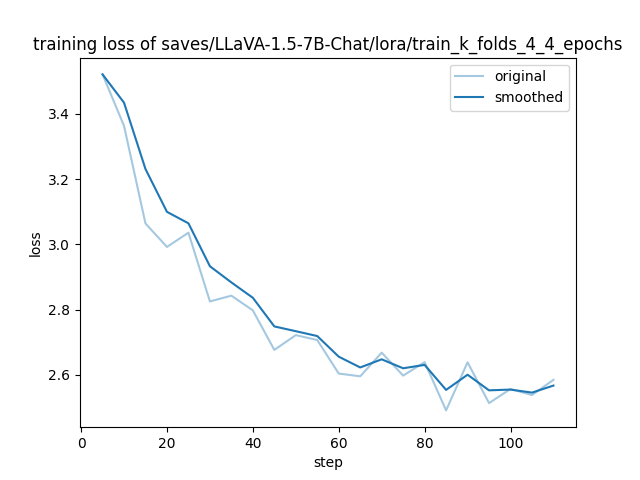 training loss of saves/LLaVA-1.5-7B-Chat/lora/train_k_folds_4_4_epochs
original
smoothed
3.4
3.2
3.0
2.8
2.6
loss
0 20 40 60 80 100
step